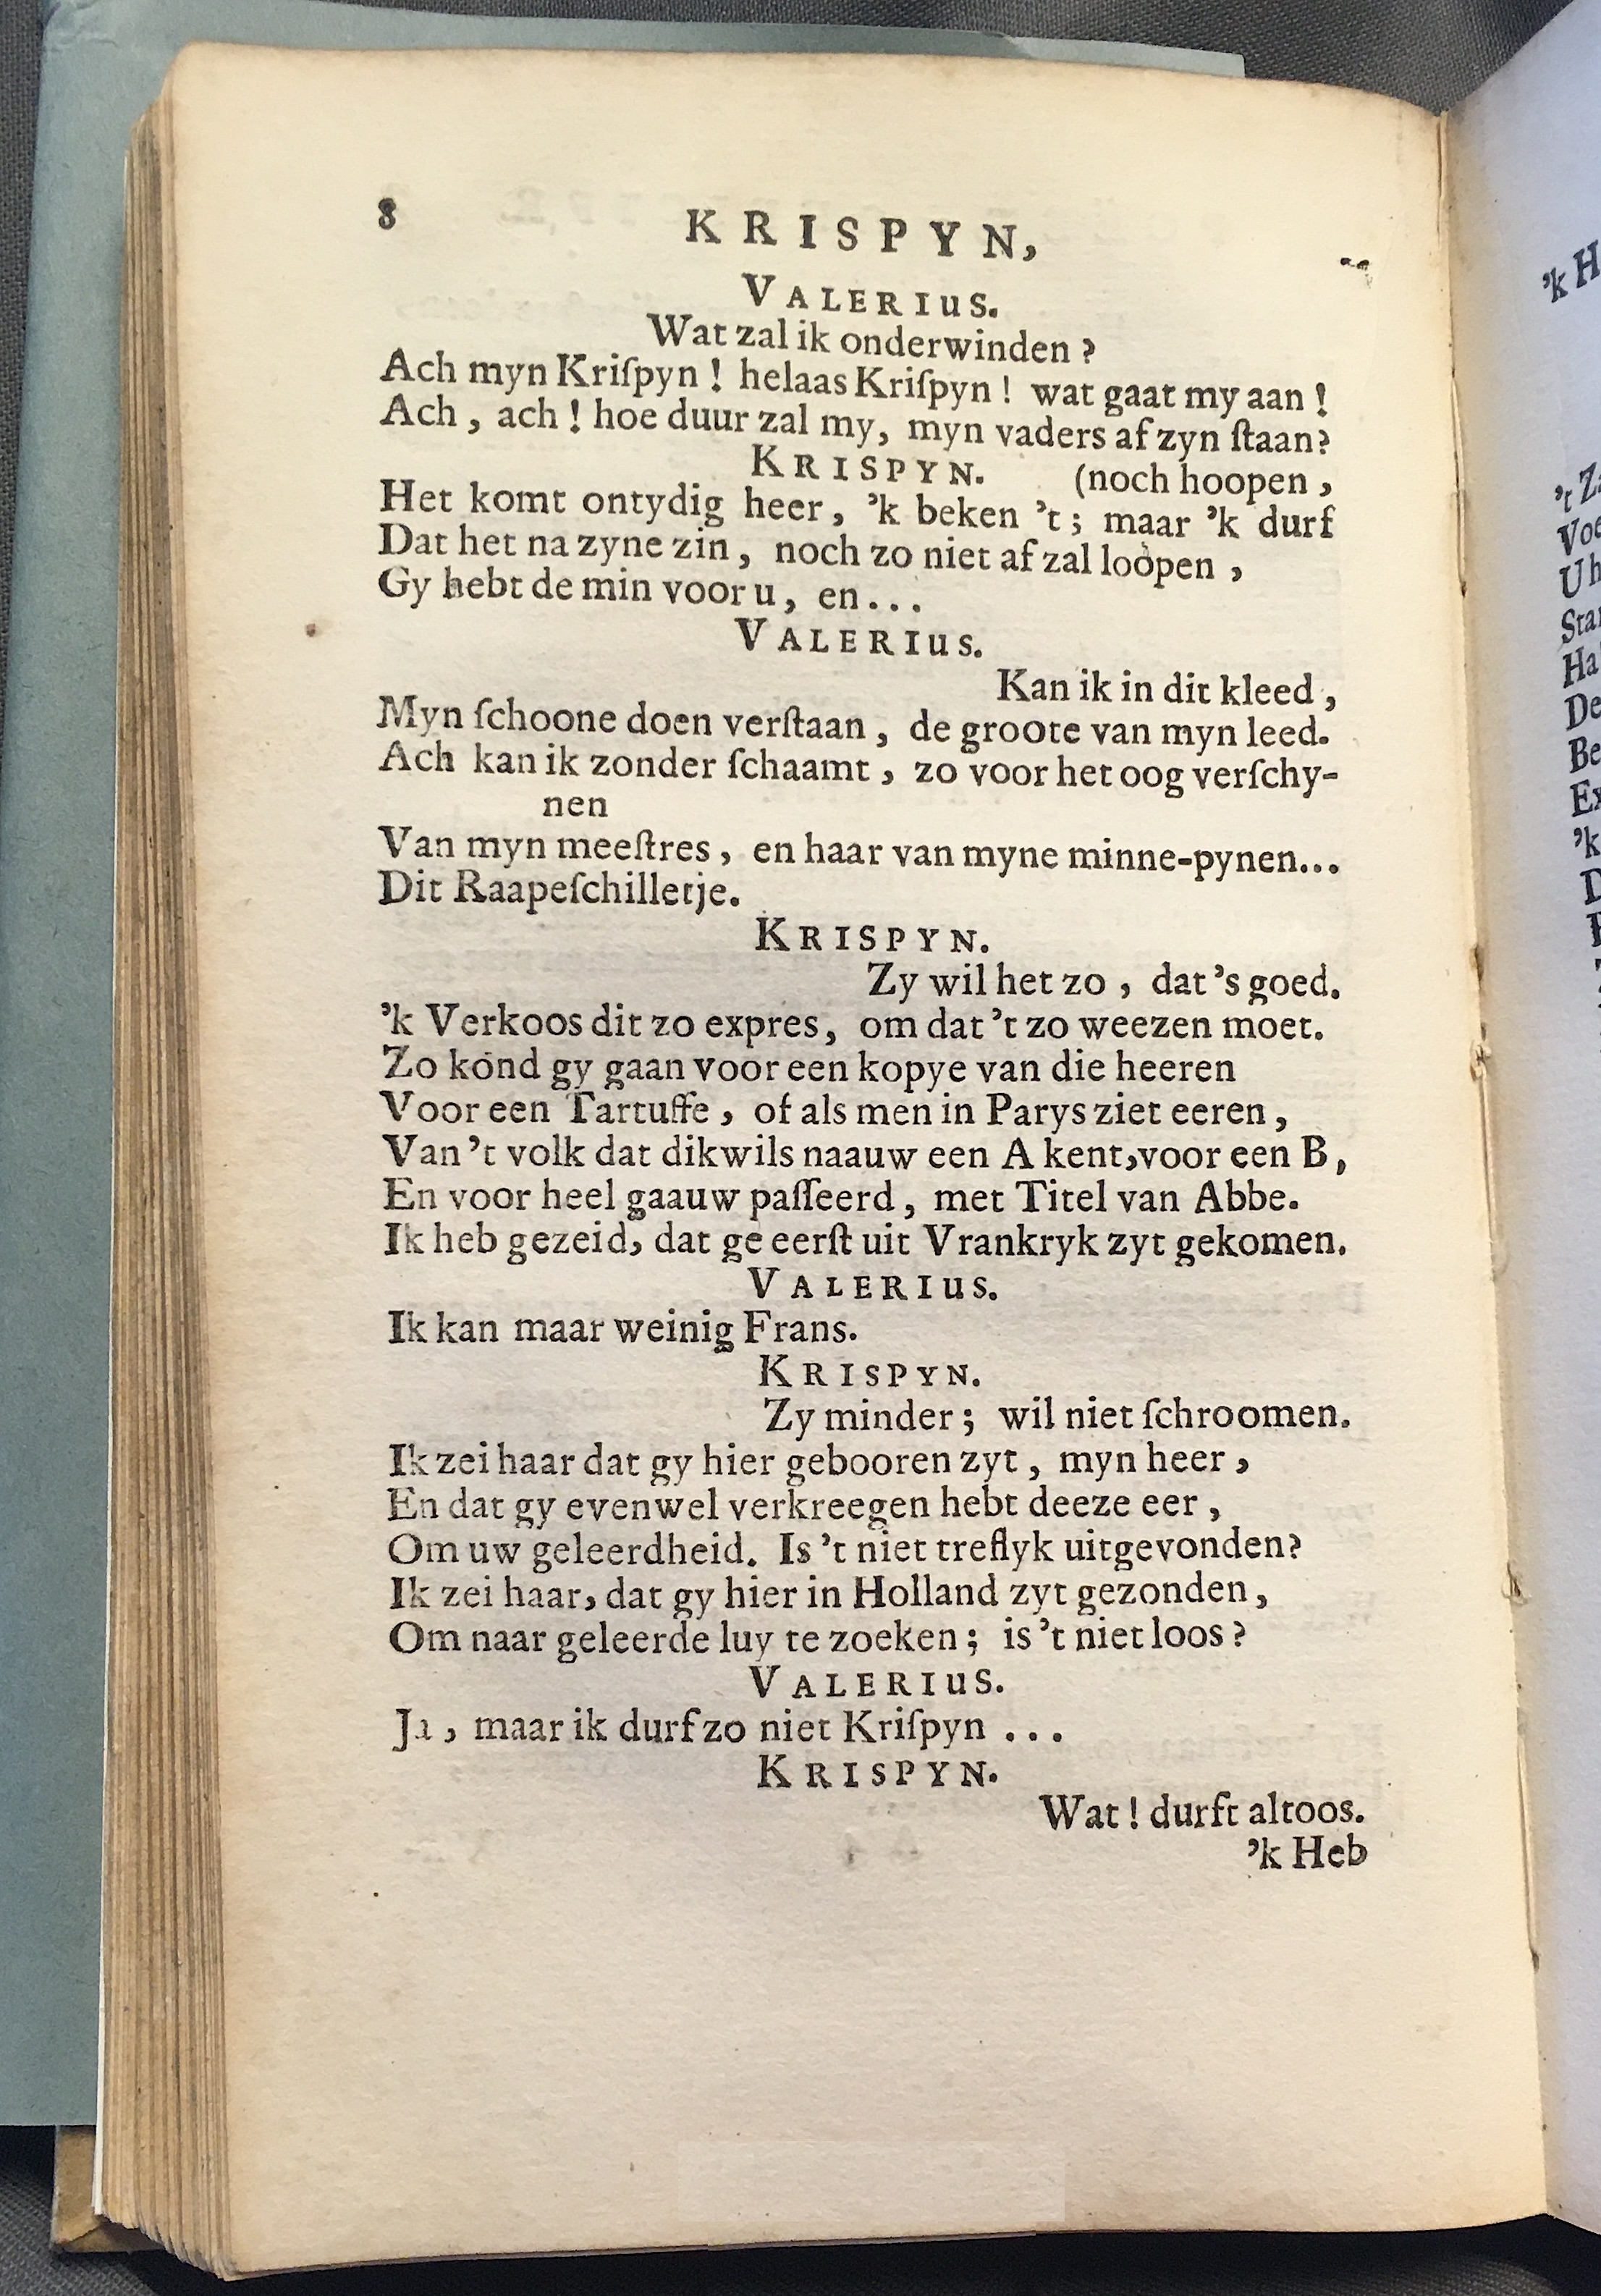 8 KRISPYN,
VALERIUS.
Wat zal ik onderwinden ?
Ach myn Kriſpyn ! helaas Kriſpyn ! wat gaat my aan !
Ach, ach ! hoe duur zal my, myn vaders af zyn ſtaan?
KRISPYN. (noch hoopen,
Het komt ontydig heer, 'k beken 't; maar 'k durf
Dat het na zyne zin, noch zo niet af zal loopen,
Gy hebt de min voor u, en...
VALERIUS.
Kan ik in dit kleed,
Myn ſchoone doen verſtaan, de groote van myn leed.
Ach kan ik zonder ſchaamt, zo voor het oog verſchy-
nen
Van myn meeſtres, en haar van myne minne-pynen...
Dit Raapeſchilletje.
KRISPYN.
Zy wil het zo, dat 's goed.
'k Verkoos dit zo expres, om dat 't zo weezen moet.
Zo kond gy gaan voor een kopye van die heeren
Voor een Tartuffe, of als men in Parys ziet eeren,
Van 't volk dat dikwils naauw een A kent, voor een B,
En voor heel gaauw paſſeerd, met Titel van Abbe.
Ik heb gezeid, dat ge eerſt uit Vrankryk zyt gekomen.
VALERIUS.
Ik kan maar weinig Frans.
KRISPYN.
Zy minder; wil niet ſchroomen.
Ik zei haar dat gy hier gebooren zyt, myn heer,
En dat gy evenwel verkreegen hebt deeze eer,
Om uw geleerdheid. Is 't niet treflyk uitgevonden?
Ik zei haar, dat gy hier in Holland zyt gezonden,
Om naar geleerde luy te zoeken; is 't niet loos?
VALERIUS.
Ja, maar ik durf zo niet Kriſpyn ...
KRISPYN.
Wat ! durft altoos.
'k Heb
'k H
't Z
Voe
U h
Star
Ha
De
Be
Ex
'k